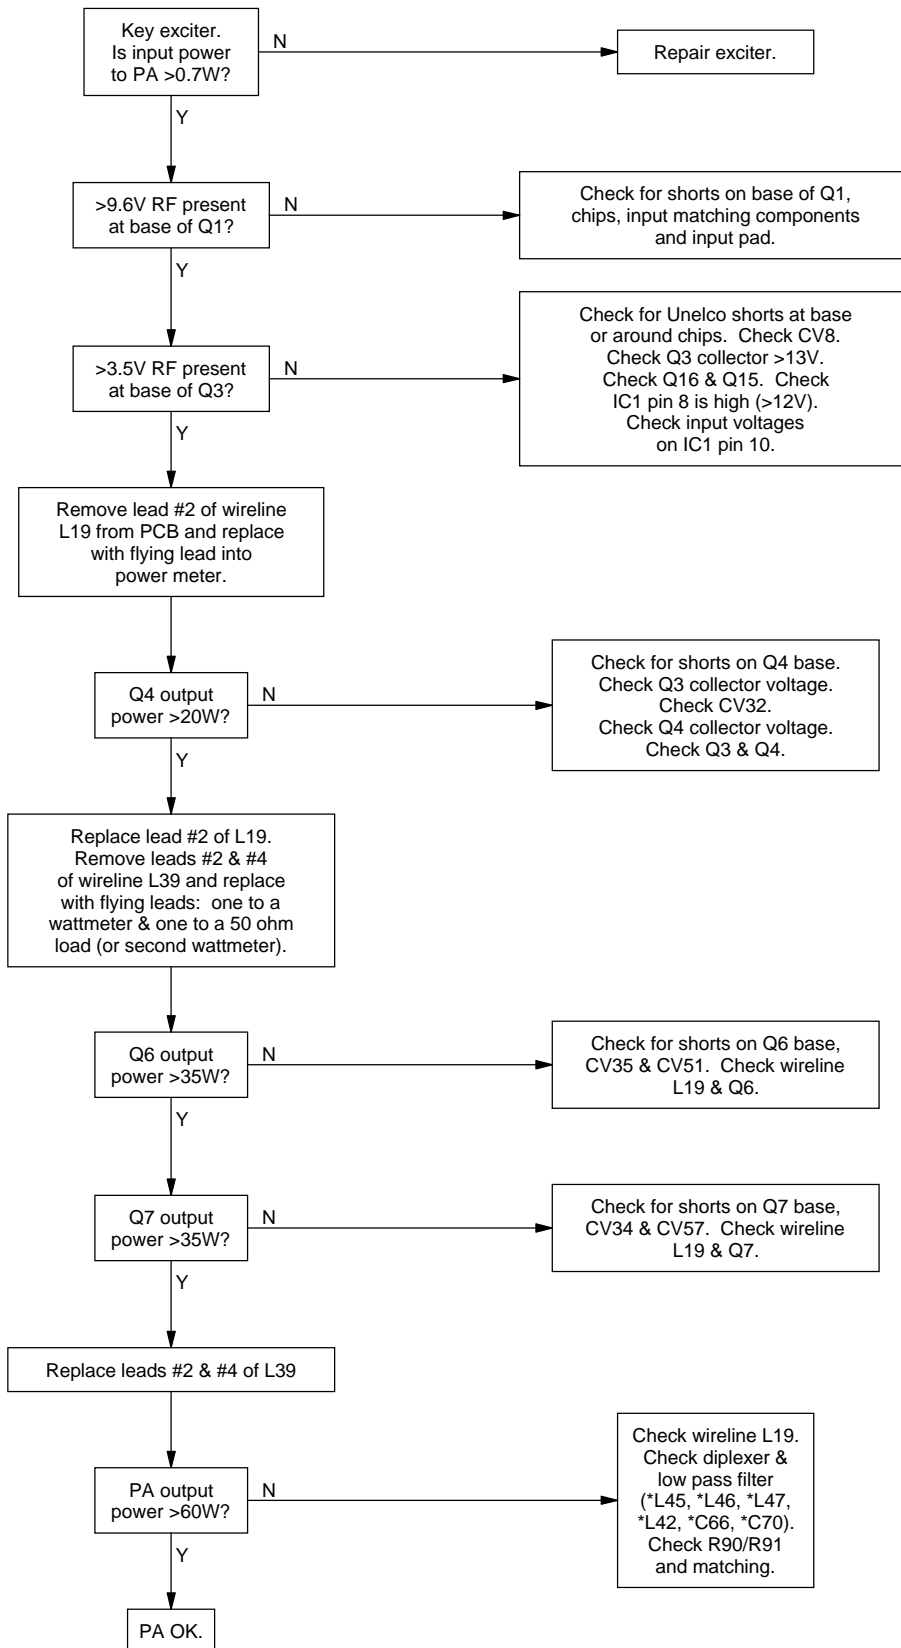 Key exciter.
Is input power
to PA >0.7W?
N
Repair exciter.
Y
>9.6V RF present
at base of Q1?
N
Check for shorts on base of Q1,
chips, input matching components
and input pad.
Y
>3.5V RF present
at base of Q3?
N
Check for Unelco shorts at base
or around chips.  Check CV8.
Check Q3 collector >13V.
Check Q16 & Q15.  Check
IC1 pin 8 is high (>12V).
Check input voltages
on IC1 pin 10.
Y
Remove lead #2 of wireline
L19 from PCB and replace
with flying lead into
power meter.
Q4 output
power >20W?
N
Check for shorts on Q4 base.
Check Q3 collector voltage.
Check CV32.
Check Q4 collector voltage.
Check Q3 & Q4.
Y
Replace lead #2 of L19.
Remove leads #2 & #4
of wireline L39 and replace
with flying leads:  one to a
wattmeter & one to a 50 ohm
load (or second wattmeter).
Q6 output
power >35W?
N
Check for shorts on Q6 base,
CV35 & CV51.  Check wireline
L19 & Q6.
Y
Q7 output
power >35W?
N
Check for shorts on Q7 base,
CV34 & CV57.  Check wireline
L19 & Q7.
Y
Replace leads #2 & #4 of L39
PA output
power >60W?
N
Check wireline L19.
Check diplexer &
low pass filter
(*L45, *L46, *L47,
*L42, *C66, *C70).
Check R90/R91
and matching.
Y
PA OK.